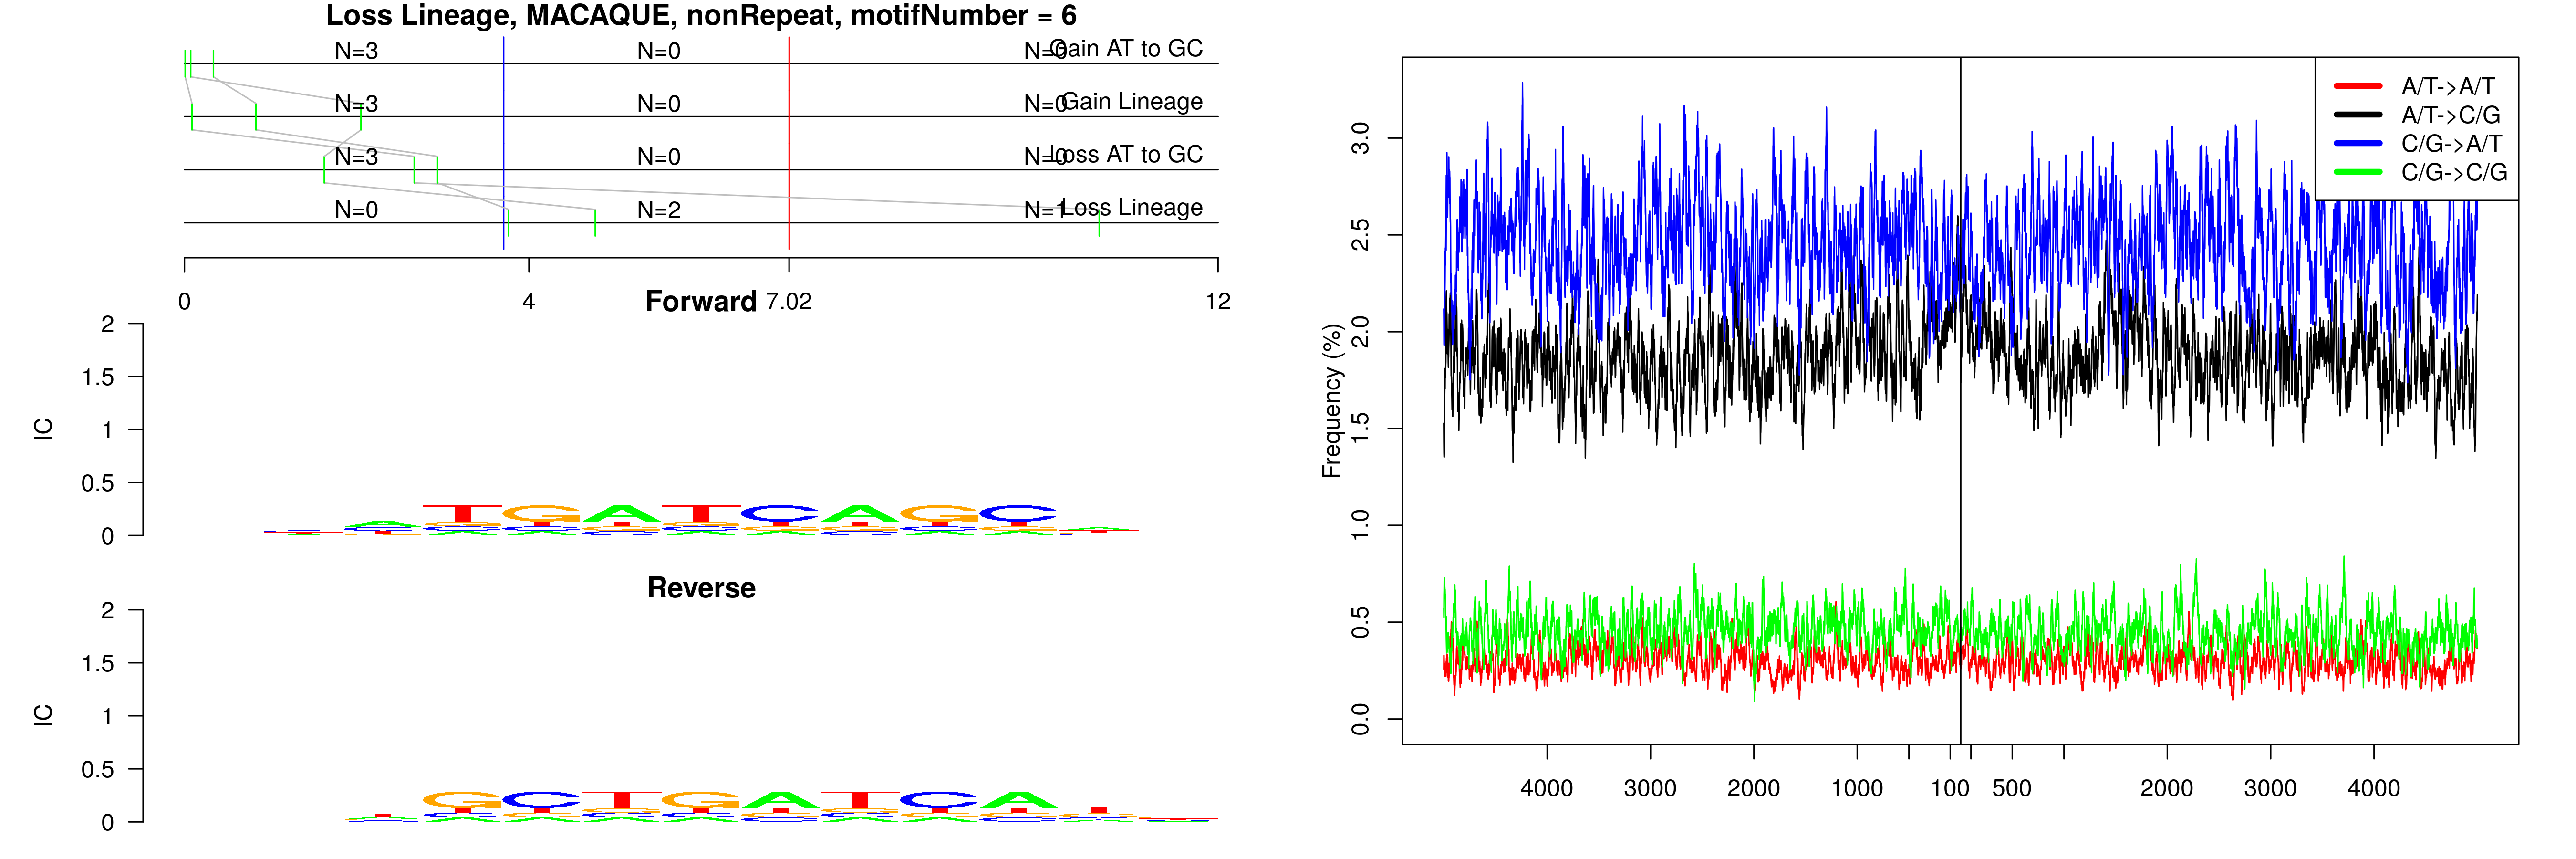 Loss Lineage, MACAQUE, nonRepeat, motifNumber = 6
N=3 N=0 N=0 Gain AT to GC
N=3 N=0 N=0 Gain Lineage
N=3 N=0 N=0 Loss AT to GC
N=0 N=2 N=1 Loss Lineage
0 4 7.02 12
Forward
2
1.5
1
0.5
0
IC
TGATCAGC
Reverse
2
1.5
1
0.5
0
IC
GCTGATCA
A/T->A/T
A/T->C/G
C/G->A/T
C/G->C/G
Frequency (%)
3.0
2.5
2.0
1.5
1.0
0.5
0.0
4000 3000 2000 1000 100 500 2000 3000 4000